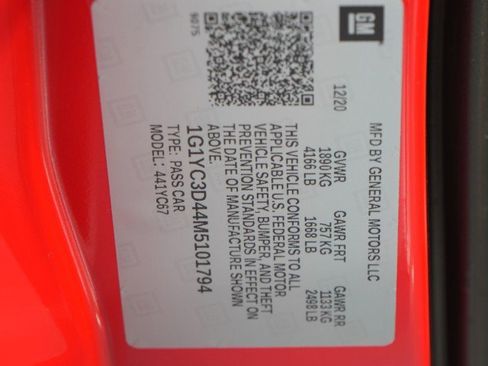 GM
MFD BY GENERAL MOTORS LLC
12/20 GVWR GAWR FRT GAWR RR
1890 KG 757 KG 1133 KG
4166 LB 1668 LB 2498 LB
THIS VEHICLE CONFORMS TO ALL
APPLICABLE U.S. FEDERAL MOTOR
VEHICLE SAFETY, BUMPER, AND THEFT
PREVENTION STANDARDS IN EFFECT ON
THE DATE OF MANUFACTURE SHOWN
ABOVE.
9075
1G1YC3D44M5101794
TYPE: PASS CAR
MODEL: 441YC67